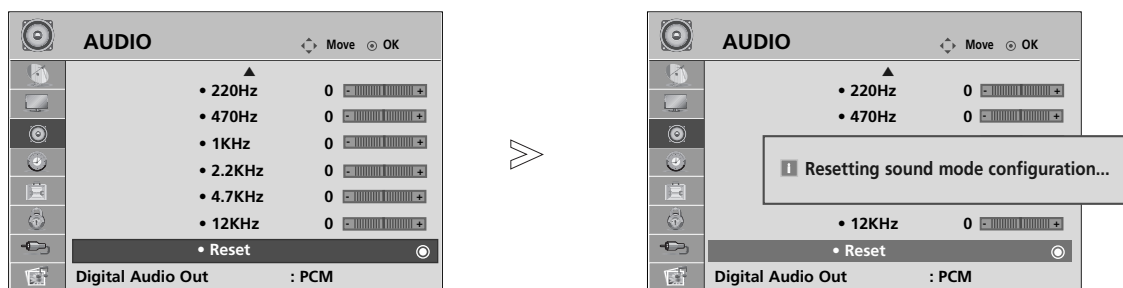 AUDIO Move OK
• 220Hz 0 - +
• 470Hz 0 - +
• 1KHz 0 - +
• 2.2KHz 0 - +
• 4.7KHz 0 - +
• 12KHz 0 - +
• Reset
Digital Audio Out : PCM
AUDIO Move OK
• 220Hz 0 - +
• 470Hz 0 - +
Resetting sound mode configuration...
• 12KHz 0 - +
• Reset
Digital Audio Out : PCM